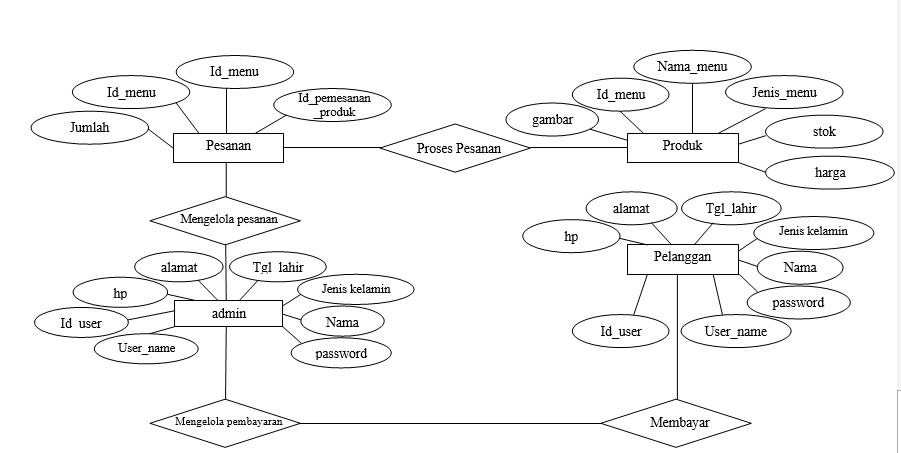 Nama_menu
Id_menu
Id_menu
Id_menu
Jenis_menu
Id_pemesanan
_produk
gambar
Jumlah
stok
Pesanan
Proses Pesanan
Produk
harga
alamat
Tgl_lahir
Mengelola pesanan
hp
Jenis kelamin
Pelanggan
alamat
Tgl_lahir
Nama
hp
Jenis kelamin
password
admin
Id_user
Nama
Id_user
User_name
User_name
password
Mengelola pembayaran
Membayar